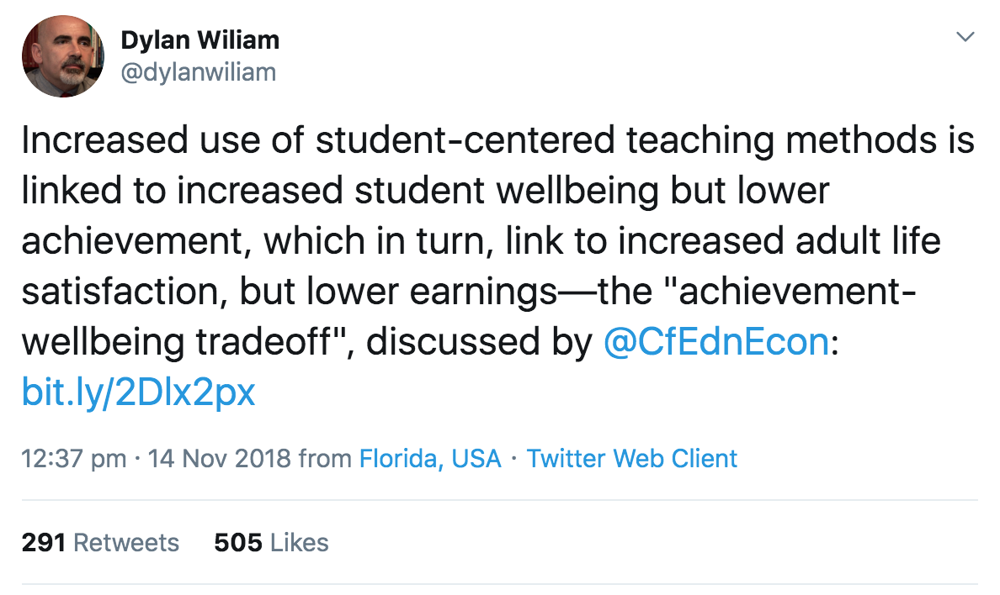 Dylan Wiliam
@dylanwiliam
Increased use of student-centered teaching methods is
linked to increased student wellbeing but lower
achievement, which in turn, link to increased adult life
satisfaction, but lower earnings—the "achievement-
wellbeing tradeoff", discussed by @CfEdnEcon:
bit.ly/2Dlx2px
12:37 pm · 14 Nov 2018 from Florida, USA · Twitter Web Client
291 Retweets 505 Likes